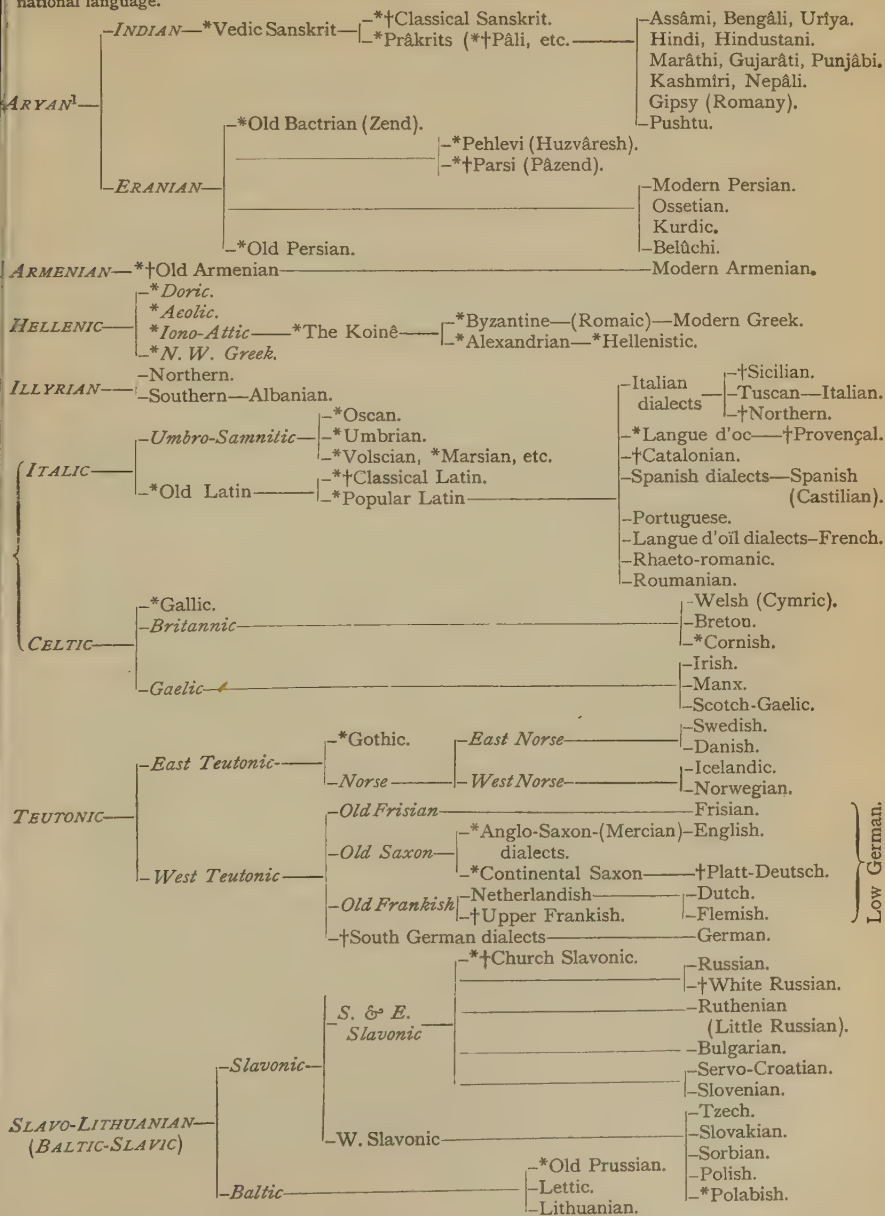 national language.
-INDIAN—*Vedic Sanskrit— -*†Classical Sanskrit. -Assâmi, Bengâli, Urîya.
-*Prâkrits (*†Pâli, etc. Hindi, Hindustani.
Marâthi, Gujarâti, Punjâbi.
Kashmîri, Nepâli.
ARYAN¹— Gipsy (Romany).
-*Old Bactrian (Zend). -Pushtu.
-*Pehlevi (Huzvâresh).
-*†Parsi (Pâzend).
-ERANIAN— -Modern Persian.
Ossetian.
Kurdic.
-*Old Persian. -Belûchi.
ARMENIAN—*†Old Armenian— -Modern Armenian.
-*Doric.
*Aeolic.
HELLENIC— *Iono-Attic—*The Koinê— -*Byzantine—(Romaic)—Modern Greek.
-*N. W. Greek. -*Alexandrian—*Hellenistic.
ILLYRIAN— -Northern.
-Southern—Albanian.
-Italian dialects— -†Sicilian.
-Tuscan—Italian.
-†Northern.
-Umbro-Samnitic— -*Oscan.
-*Umbrian. -*Langue d'oc—†Provençal.
-*Volscian, *Marsian, etc. -†Catalonian.
ITALIC— -*Old Latin— -*†Classical Latin. -Spanish dialects—Spanish
-*Popular Latin— (Castilian).
-Portuguese.
-Langue d'oïl dialects–French.
-Rhaeto-romanic.
-Roumanian.
-*Gallic.
-Britannic— -Welsh (Cymric).
-Breton.
CELTIC— -*Cornish.
-Irish.
-Gaelic— -Manx.
-Scotch-Gaelic.
-East Teutonic— -*Gothic. -East Norse— -Swedish.
-Danish.
-Norse— -West Norse— -Icelandic.
-Norwegian.
TEUTONIC— -Old Frisian— -Frisian.
-Old Saxon— -*Anglo-Saxon-(Mercian)–English.
dialects.
-West Teutonic— -*Continental Saxon— -†Platt-Deutsch.
-Old Frankish -Netherlandish— -Dutch.
-†Upper Frankish. -Flemish.
-†South German dialects— -German.
Low German.
-*†Church Slavonic. -Russian.
-†White Russian.
-S. & E. -Ruthenian
Slavonic (Little Russian).
-Bulgarian.
-Slavonic— -Servo-Croatian.
-Slovenian.
SLAVO-LITHUANIAN— -Tzech.
(BALTIC-SLAVIC) -W. Slavonic— -Slovakian.
-Sorbian.
-Polish.
-*Polabish.
-Baltic— -*Old Prussian.
-Lettic.
-Lithuanian.